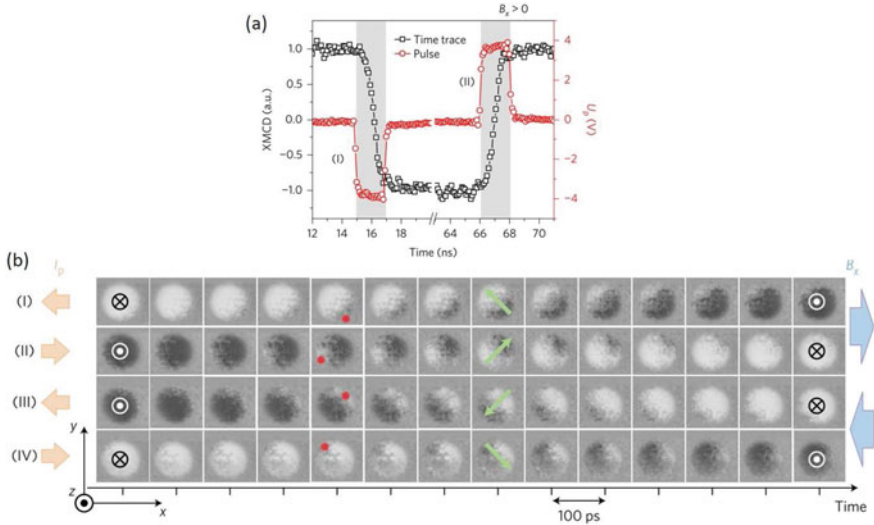 (a)
Bx > 0
Time trace
Pulse
(I)
(II)
XMCD (a.u.)
1.0
0.5
0.0
−0.5
−1.0
4
2
0
−2
−4
Up (V)
12 14 16 18 64 66 68 70
Time (ns)
(b)
Ip
Bx
(I)
(II)
(III)
(IV)
y
z
x
100 ps
Time